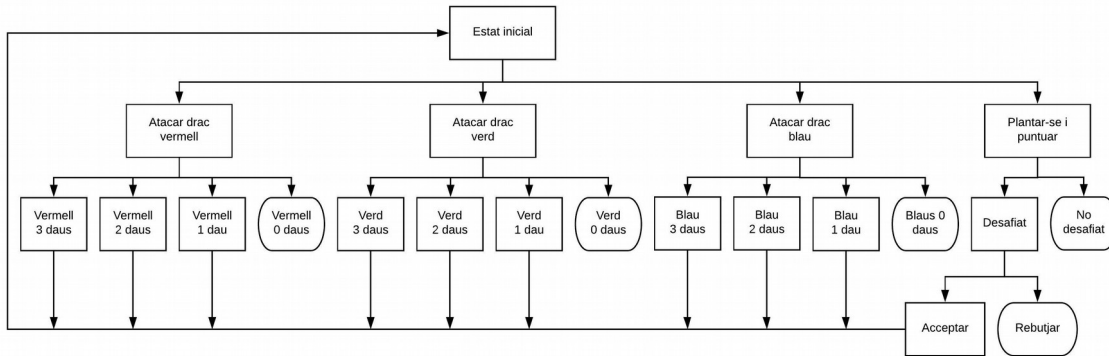 Estat inicial
Atacar drac
vermell
Atacar drac
verd
Atacar drac
blau
Plantar-se i
puntuar
Vermell
3 daus
Vermell
2 daus
Vermell
1 dau
Vermell
0 daus
Verd
3 daus
Verd
2 daus
Verd
1 dau
Verd
0 daus
Blau
3 daus
Blau
2 daus
Blau
1 dau
Blaus 0
daus
Desafiat
No
desafiat
Acceptar
Rebutjar